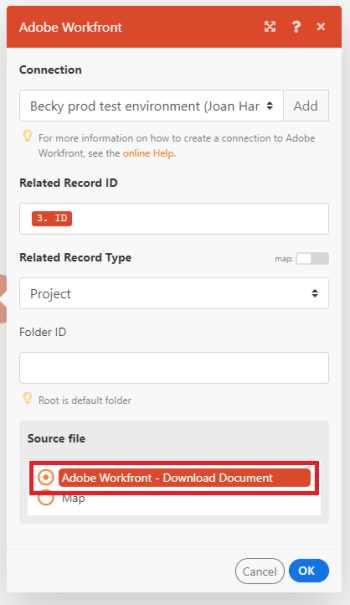 Adobe Workfront
?
×
Connection
Becky prod test environment (Joan Har
Add
For more information on how to create a connection to Adobe
Workfront, see the online Help.
Related Record ID
3. ID
Related Record Type
map:
Project
Folder ID
Root is default folder
Source file
Adobe Workfront - Download Document
Map
Cancel
OK